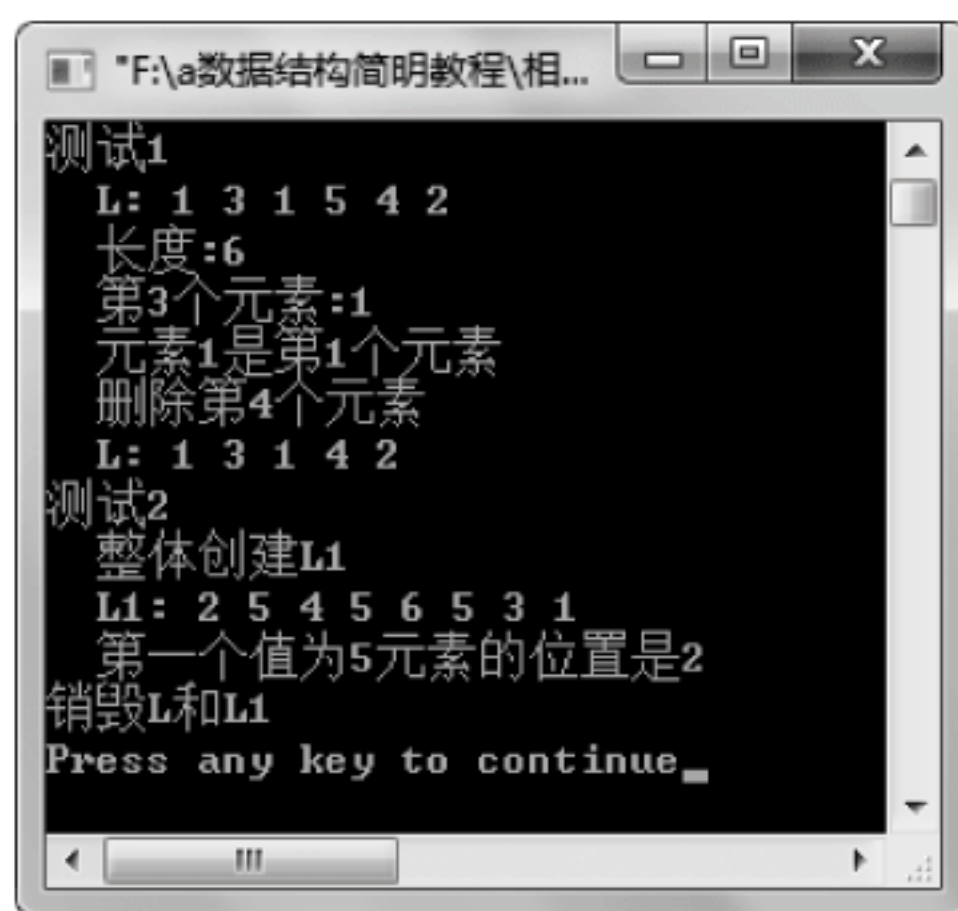 "F:\a数据结构简明教程\相...
测试1
L: 1 3 1 5 4 2
长度:6
第3个元素:1
元素1是第1个元素
删除第4个元素
L: 1 3 1 4 2
测试2
整体创建L1
L1: 2 5 4 5 6 5 3 1
第一个值为5元素的位置是2
销毁L和L1
Press any key to continue_